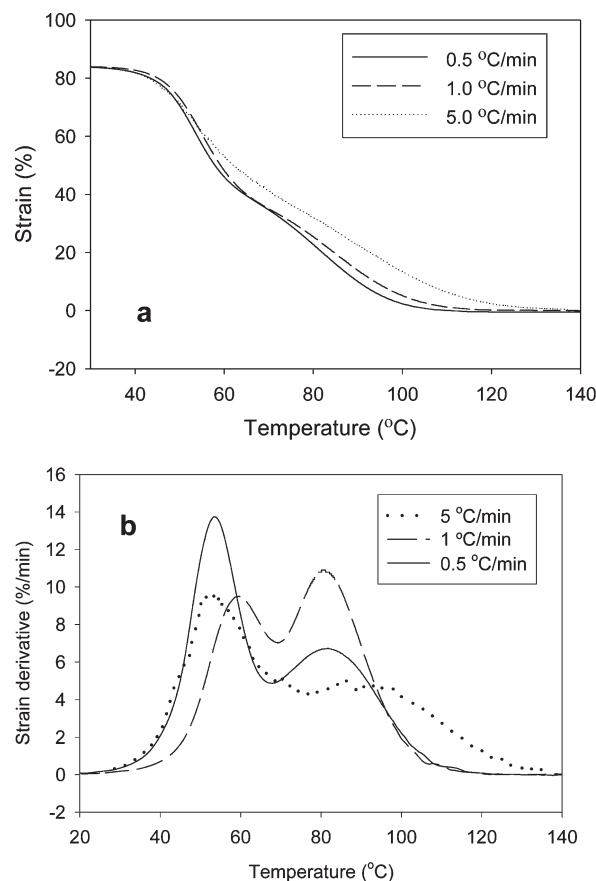 100
80
60
40
20
0
-20
Strain (%)
0.5 °C/min
1.0 °C/min
5.0 °C/min
a
40 60 80 100 120 140
Temperature (°C)
16
14
12
10
8
6
4
2
0
-2
Strain derivative (%/min)
b
5 °C/min
1 °C/min
0.5 °C/min
20 40 60 80 100 120 140
Temperature (°C)